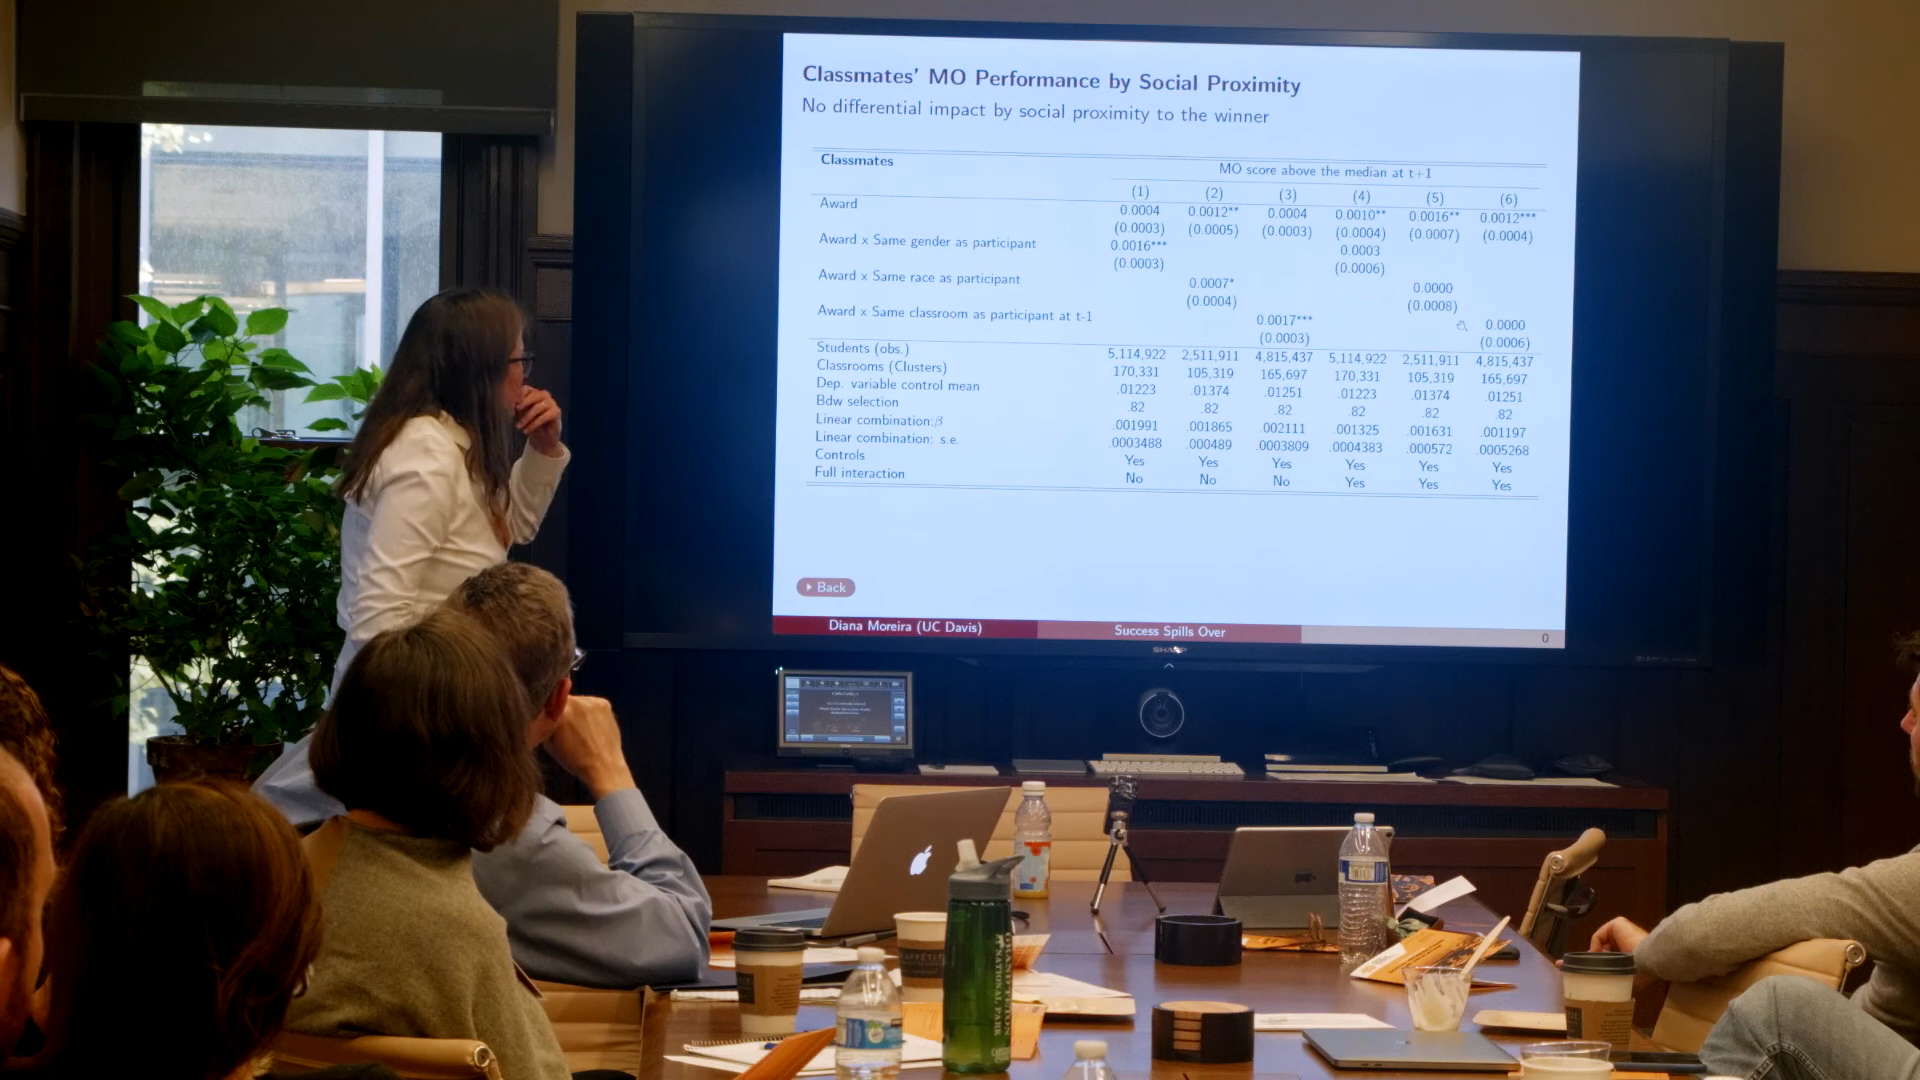 Classmates' MO Performance by Social Proximity
No differential impact by social proximity to the winner
Classmates MO score above the median at t+1
(1) (2) (3) (4) (5) (6)
Award 0.0004 0.0012** 0.0004 0.0010** 0.0016** 0.0012***
(0.0003) (0.0005) (0.0003) (0.0004) (0.0007) (0.0004)
Award x Same gender as participant 0.0016*** 0.0003
(0.0003) (0.0006)
Award x Same race as participant 0.0007* 0.0000
(0.0004) (0.0008)
Award x Same classroom as participant at t-1 0.0017*** 0.0000
(0.0003) (0.0006)
Students (obs.) 5,114,922 2,511,911 4,815,437 5,114,922 2,511,911 4,815,437
Classrooms (Clusters) 170,331 105,319 165,697 170,331 105,319 165,697
Dep. variable control mean .01223 .01374 .01251 .01223 .01374 .01251
Bdw selection .82 .82 .82 .82 .82 .82
Linear combination:β .001991 .001865 .002111 .001325 .001631 .001197
Linear combination: s.e. .0003488 .000489 .0003809 .0004383 .000572 .0005268
Controls Yes Yes Yes Yes Yes Yes
Full interaction No No No Yes Yes Yes
Back
Diana Moreira (UC Davis) Success Spills Over 0
SHARP
NATIONAL PARK